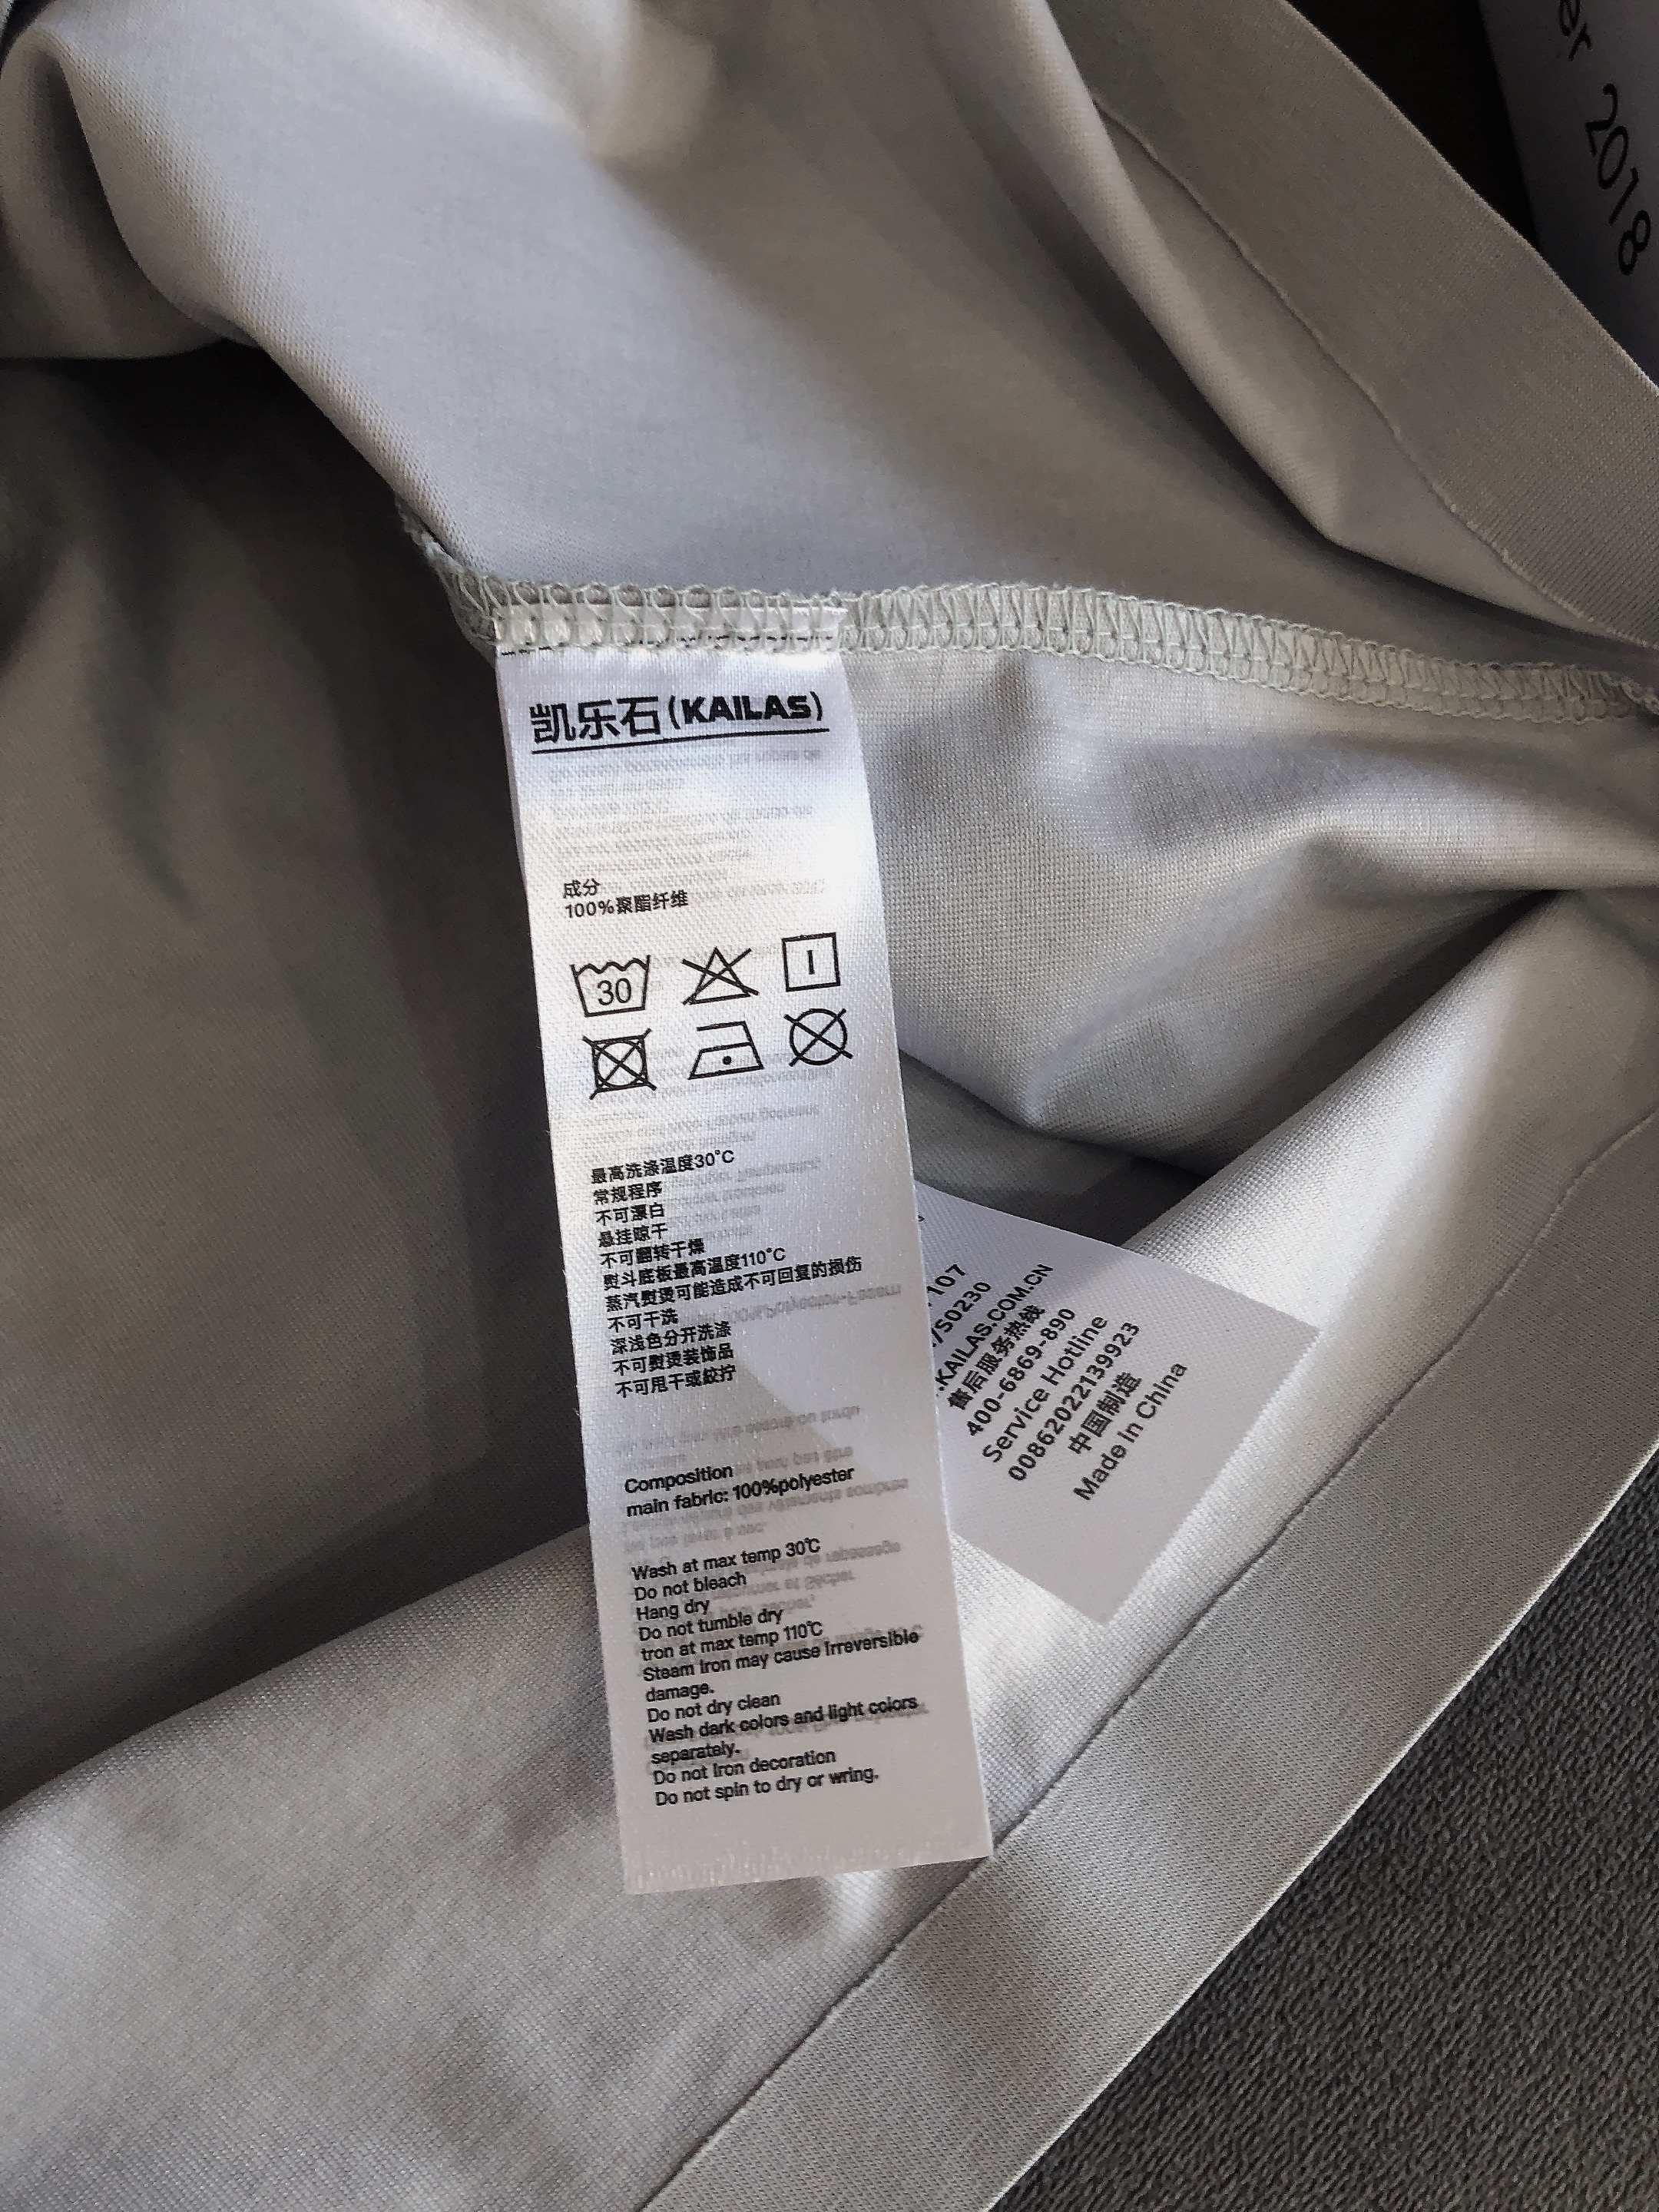 er 2018
凯乐石(KAILAS)
成分
100%聚酯纤维
30
最高洗涤温度30°C
常规程序
不可漂白
悬挂晾干
不可翻转干燥
熨斗底板最高温度110°C
蒸汽熨烫可能造成不可回复的损伤
不可干洗
深浅色分开洗涤
不可熨烫装饰品
不可甩干或絞拧
Composition
main fabric: 100%polyester
Wash at max temp 30℃
Do not bleach
Hang dry
Do not tumble dry
tron at max temp 110℃
Steam Iron may cause Irreversible
damage.
Do not dry clean
Wash dark colors and light colors
separately.
Do not Iron decoration
Do not spin to dry or wring.
107
/S0230
.KAILAS.COM.CN
售后服务热线
400-6869-890
Service Hotline
00862022139923
中国制造
Made In China